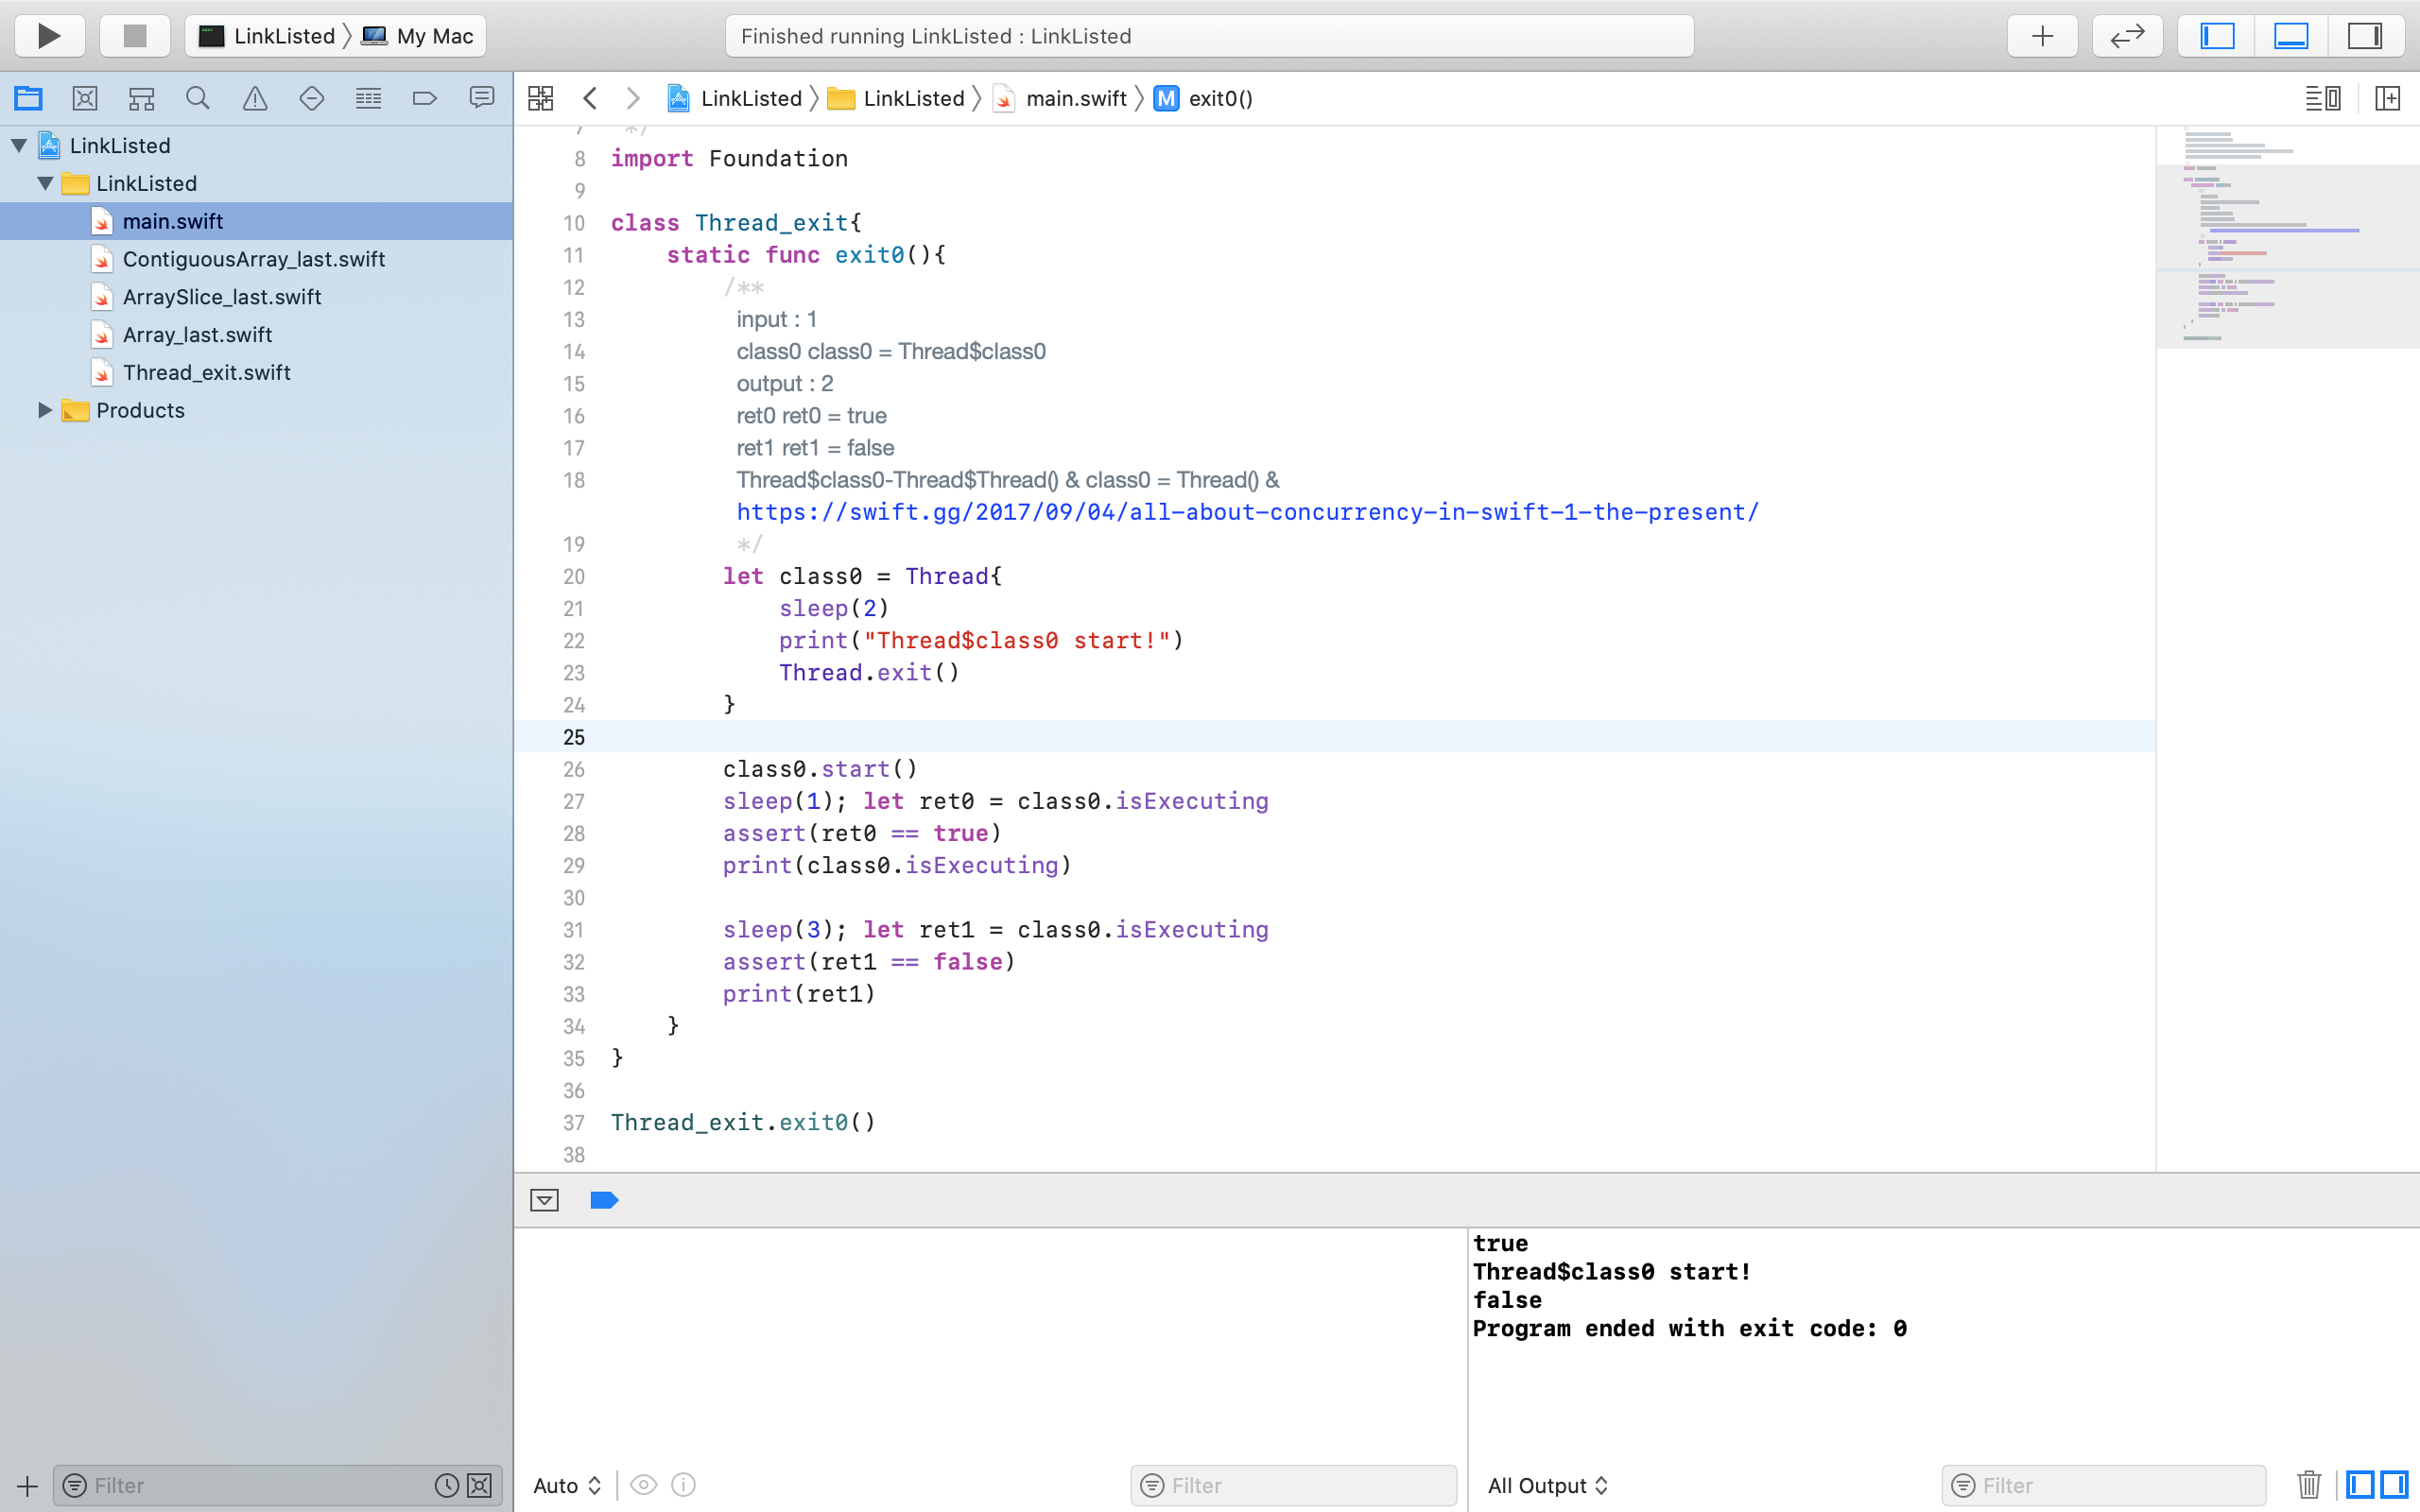 LinkListed 〉 My Mac
Finished running LinkListed : LinkListed
LinkListed
LinkListed
main.swift
ContiguousArray_last.swift
ArraySlice_last.swift
Array_last.swift
Thread_exit.swift
Products
Filter
LinkListed 〉 LinkListed 〉 main.swift 〉 M exit0()
7 */
8 import Foundation
9
10 class Thread_exit{
11 static func exit0(){
12 /**
13 input : 1
14 class0 class0 = Thread$class0
15 output : 2
16 ret0 ret0 = true
17 ret1 ret1 = false
18 Thread$class0-Thread$Thread() & class0 = Thread() &
https://swift.gg/2017/09/04/all-about-concurrency-in-swift-1-the-present/
19 */
20 let class0 = Thread{
21 sleep(2)
22 print("Thread$class0 start!")
23 Thread.exit()
24 }
25
26 class0.start()
27 sleep(1); let ret0 = class0.isExecuting
28 assert(ret0 == true)
29 print(class0.isExecuting)
30
31 sleep(3); let ret1 = class0.isExecuting
32 assert(ret1 == false)
33 print(ret1)
34 }
35 }
36
37 Thread_exit.exit0()
38
Auto
Filter
true
Thread$class0 start!
false
Program ended with exit code: 0
All Output
Filter